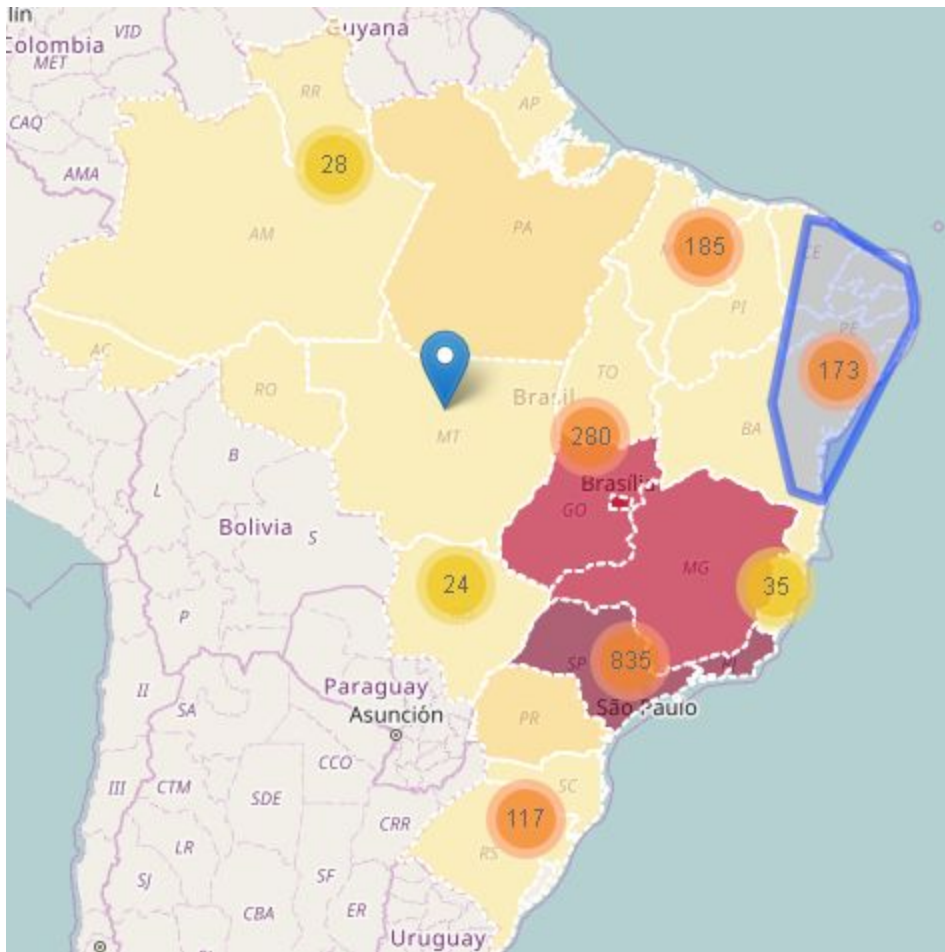 lin
Guyana
VID
Colombia
MET
RR
AP
CAQ
28
AMA
PA
185
AM
CE
PI
PE
AC
TO
173
RO
Brasil
MT
BA
280
B
Brasília
L
GO
Bolivia
S
MG
24
35
P
835
SP
RJ
Paraguay
II
São Paulo
SA
Asunción
PR
CCO
III
CTM
SC
SDE
117
CRR
LR
RS
SJ
SF
CBA
ER
Uruguay